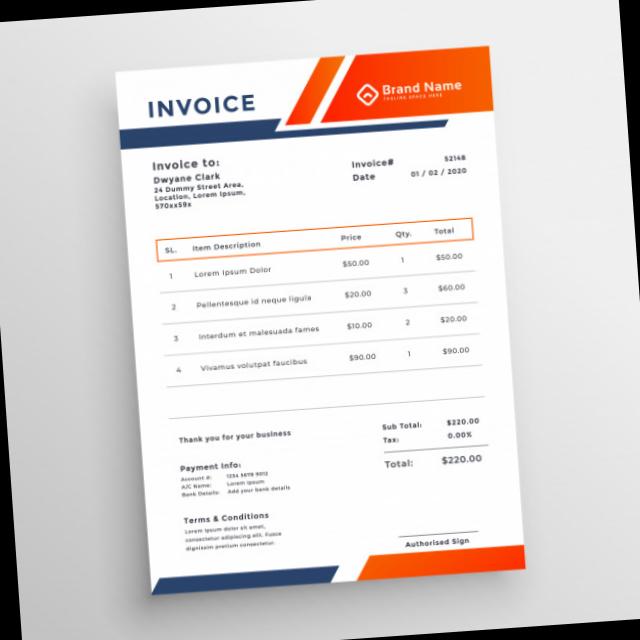 INVOICE
Brand Name
TAGLINE SPACE HERE
Invoice to:
Dwyane Clark
24 Dummy Street Area,
Location, Lorem Ipsum,
570xx59x
Invoice# 52148
Date 01 / 02 / 2020
SL. Item Description Price Qty. Total
1 Lorem Ipsum Dolor $50.00 1 $50.00
2 Pellentesque id neque ligula $20.00 3 $60.00
3 Interdum et malesuada fames $10.00 2 $20.00
4 Vivamus volutpat faucibus $90.00 1 $90.00
Thank you for your business
Sub Total: $220.00
Tax: 0.00%
Total: $220.00
Payment Info:
Account #: 1234 5678 9012
A/C Name: Lorem Ipsum
Bank Details: Add your bank details
Terms & Conditions
Lorem ipsum dolor sit amet,
consectetur adipiscing elit. Fusce
dignissim pretium consectetur.
Authorised Sign